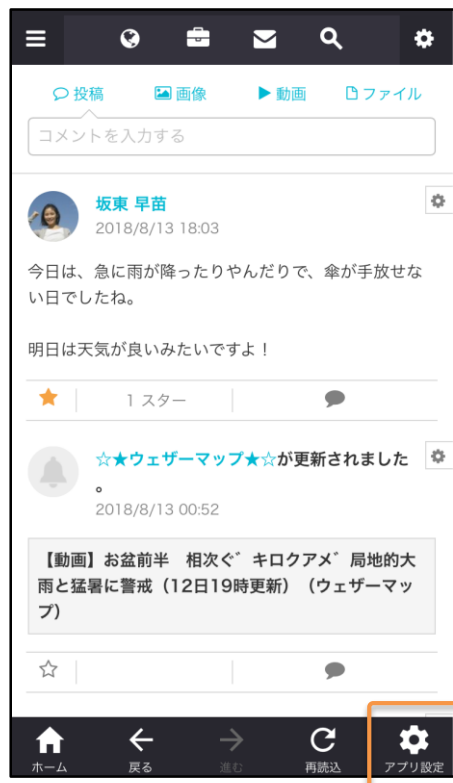 投稿 画像 動画 ファイル
コメントを入力する
坂東 早苗
2018/8/13 18:03
今日は、急に雨が降ったりやんだりで、傘が手放せな
い日でしたね。
明日は天気が良いみたいですよ！
1 スター
☆★ウェザーマップ★☆が更新されました
。
2018/8/13 00:52
【動画】お盆前半　相次ぐ゛キロクアメ゛局地的大
雨と猛暑に警戒（12日19時更新）（ウェザーマッ
プ）
ホーム 戻る 進む 再読込 アプリ設定